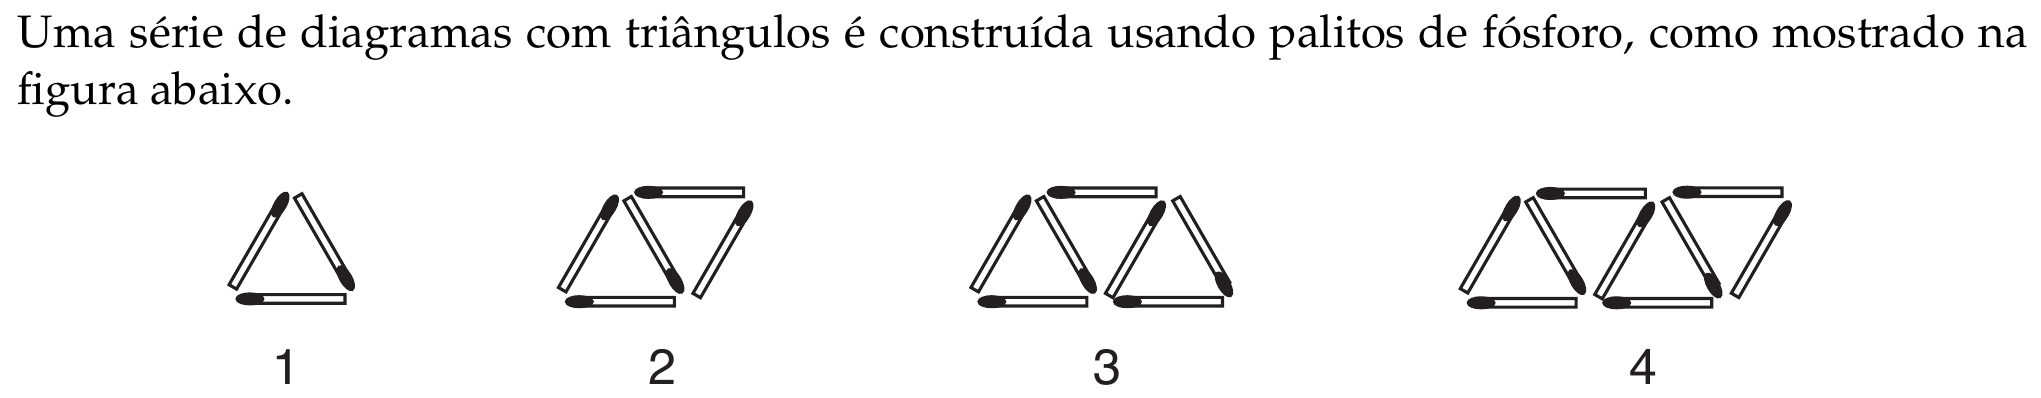 Uma série de diagramas com triângulos é construída usando palitos de fósforo, como mostrado na
figura abaixo.
1 2 3 4